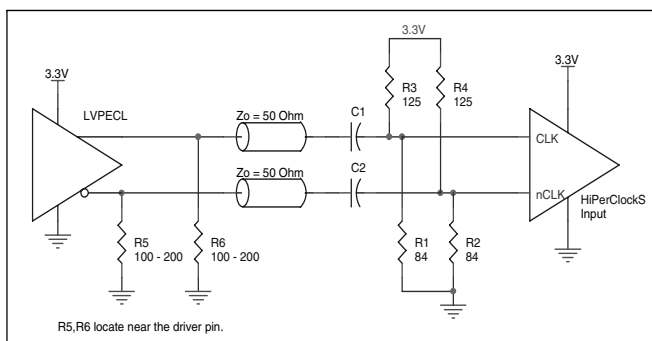 3.3V
3.3V
3.3V
LVPECL
R3
125
R4
125
Zo = 50 Ohm
C1
CLK
Zo = 50 Ohm
C2
nCLK
HiPerClockS
Input
R5
100 - 200
R6
100 - 200
R1
84
R2
84
R5,R6 locate near the driver pin.